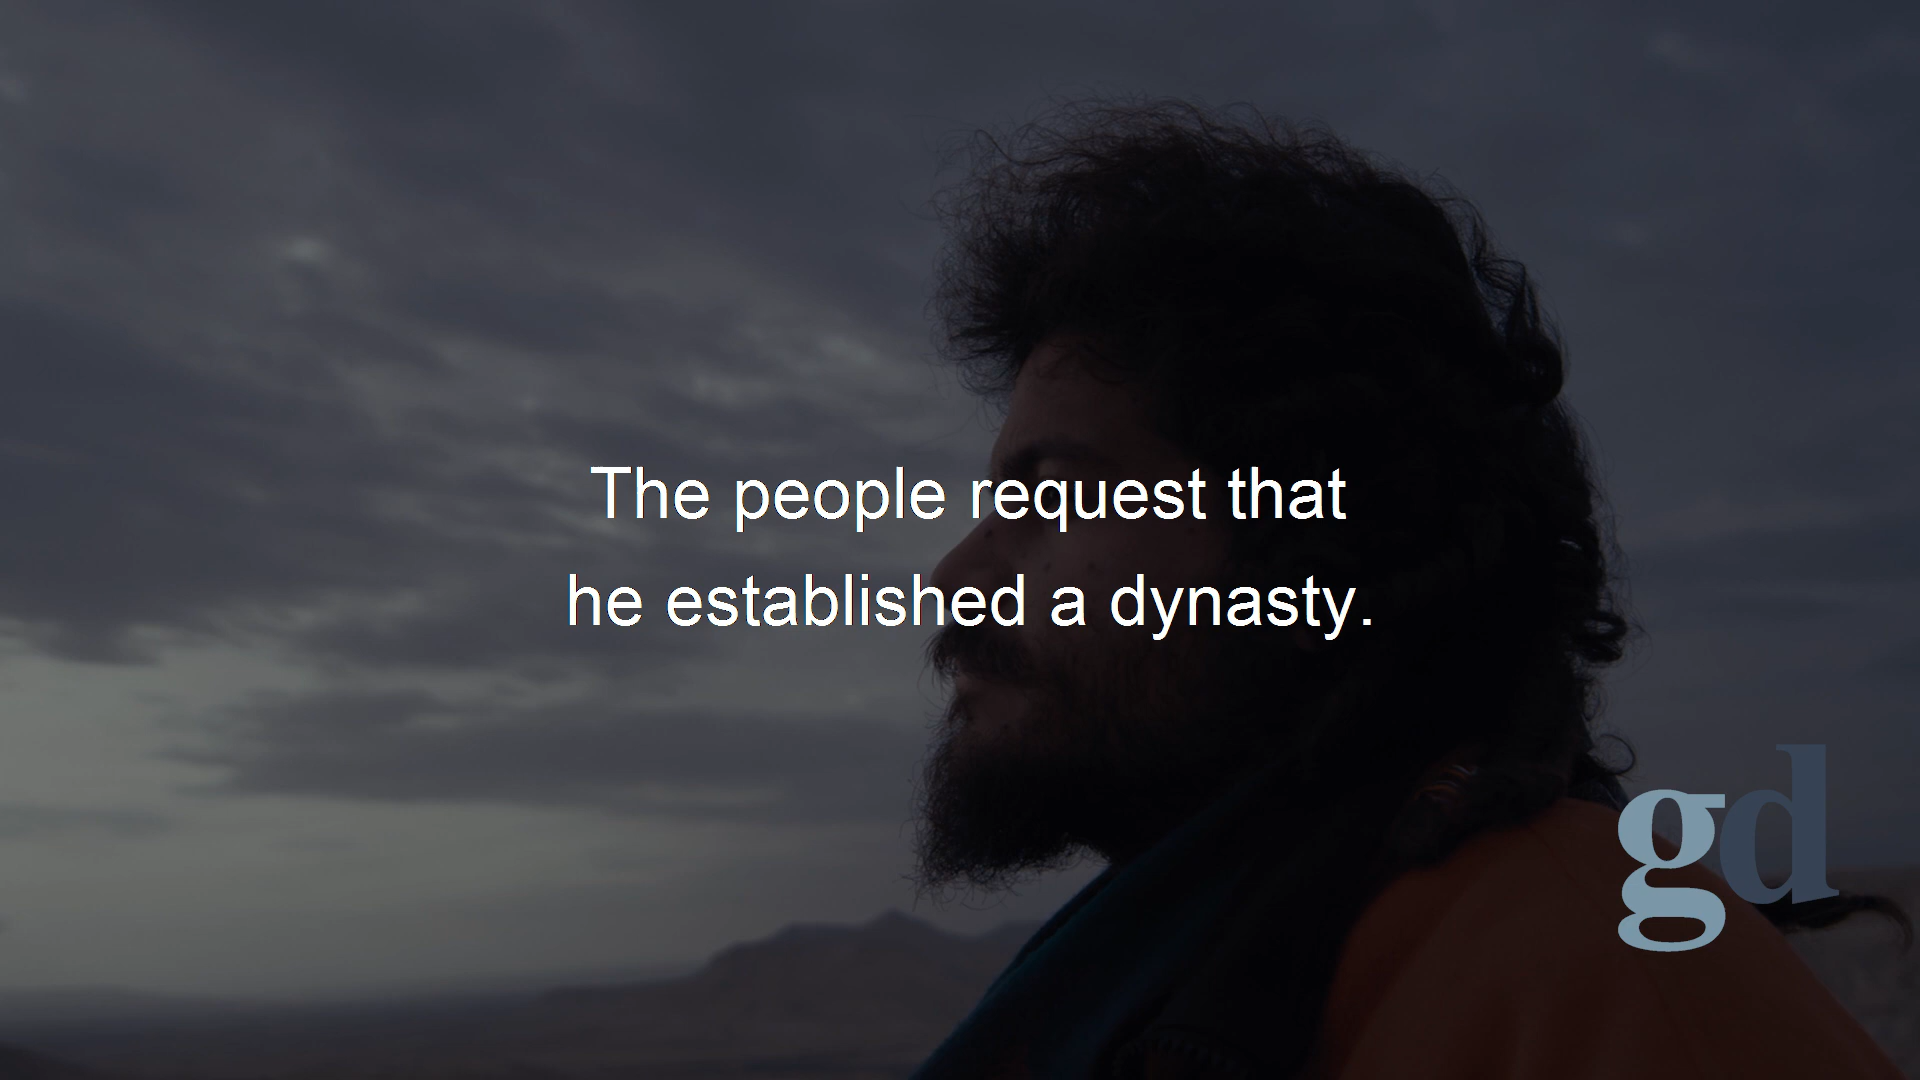 The people request that
he established a dynasty.
gd